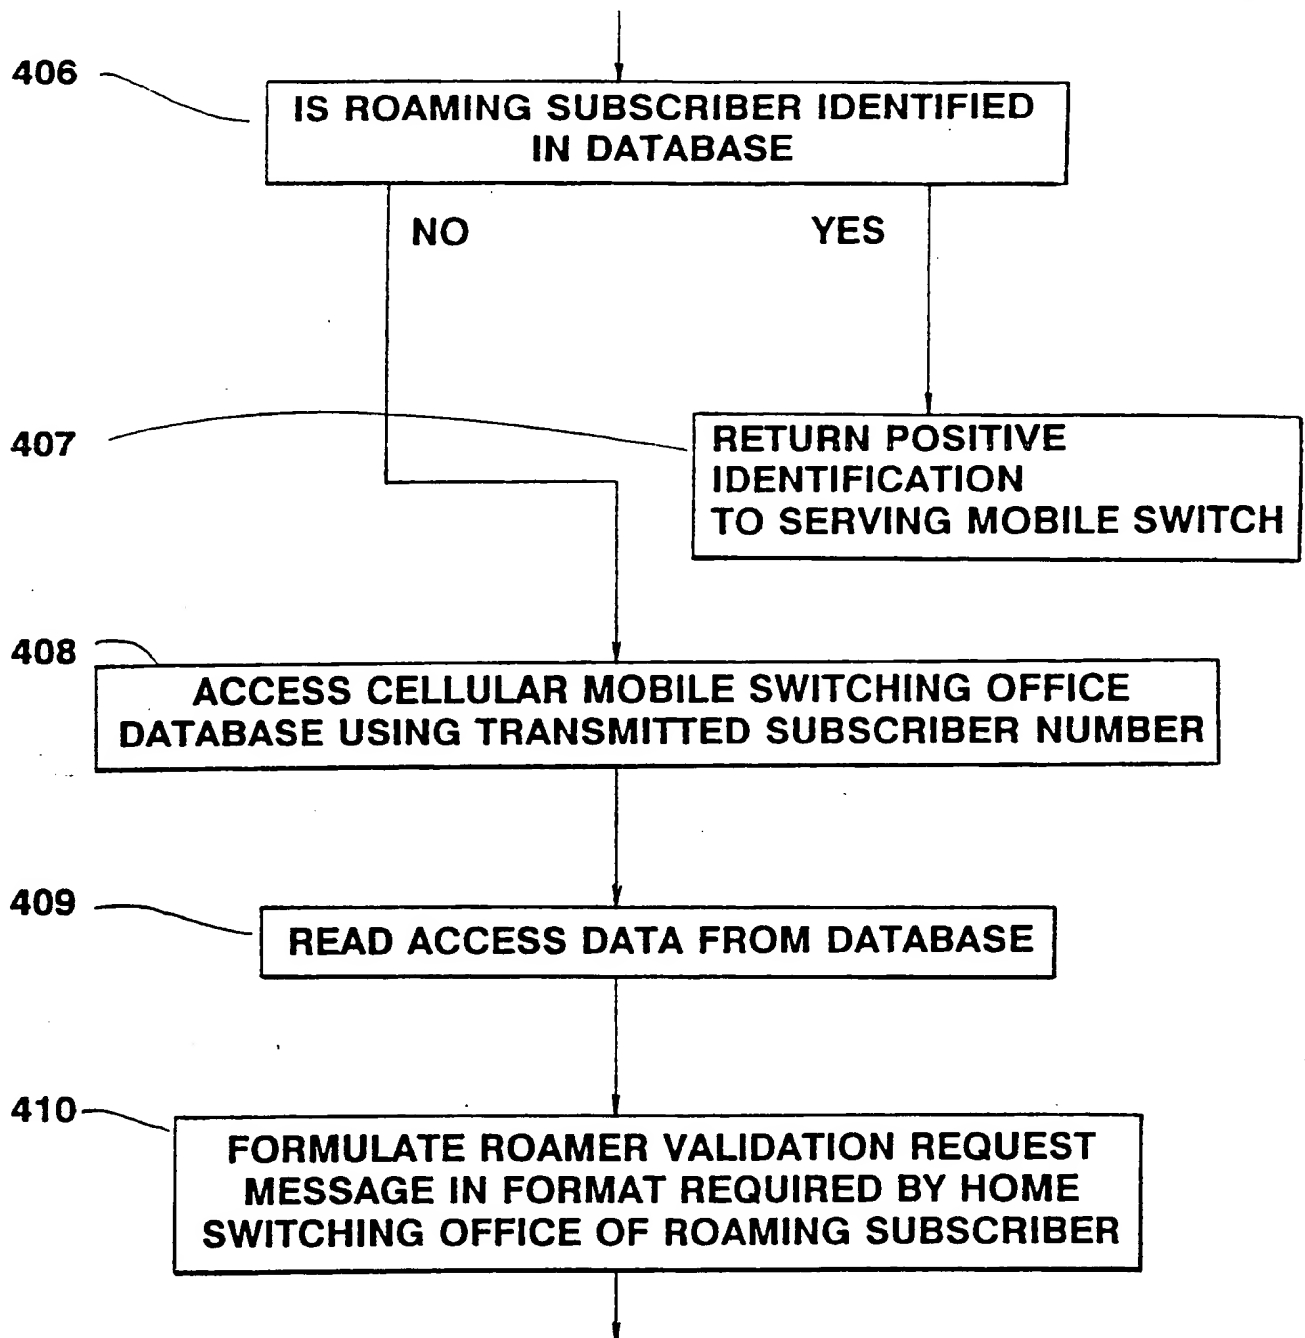 406
IS ROAMING SUBSCRIBER IDENTIFIED
IN DATABASE
NO
YES
407
RETURN POSITIVE
IDENTIFICATION
TO SERVING MOBILE SWITCH
408
ACCESS CELLULAR MOBILE SWITCHING OFFICE
DATABASE USING TRANSMITTED SUBSCRIBER NUMBER
409
READ ACCESS DATA FROM DATABASE
410
FORMULATE ROAMER VALIDATION REQUEST
MESSAGE IN FORMAT REQUIRED BY HOME
SWITCHING OFFICE OF ROAMING SUBSCRIBER